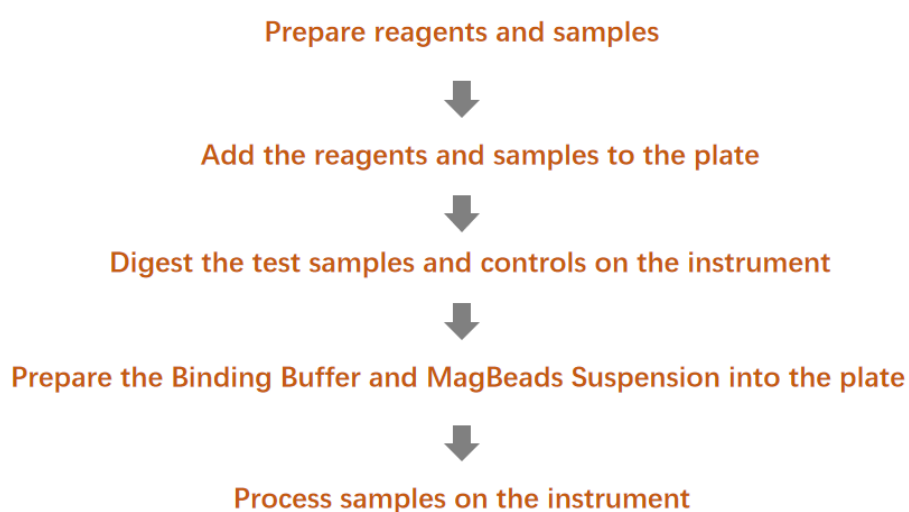 Prepare reagents and samples
Add the reagents and samples to the plate
Digest the test samples and controls on the instrument
Prepare the Binding Buffer and MagBeads Suspension into the plate
Process samples on the instrument